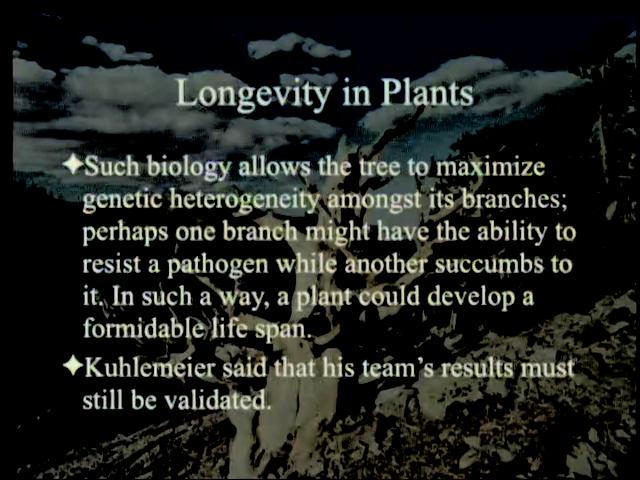 Longevity in Plants
✦Such biology allows the tree to maximize
genetic heterogeneity amongst its branches;
perhaps one branch might have the ability to
resist a pathogen while another succumbs to
it. In such a way, a plant could develop a
formidable life span.
✦Kuhlemeier said that his team's results must
still be validated.